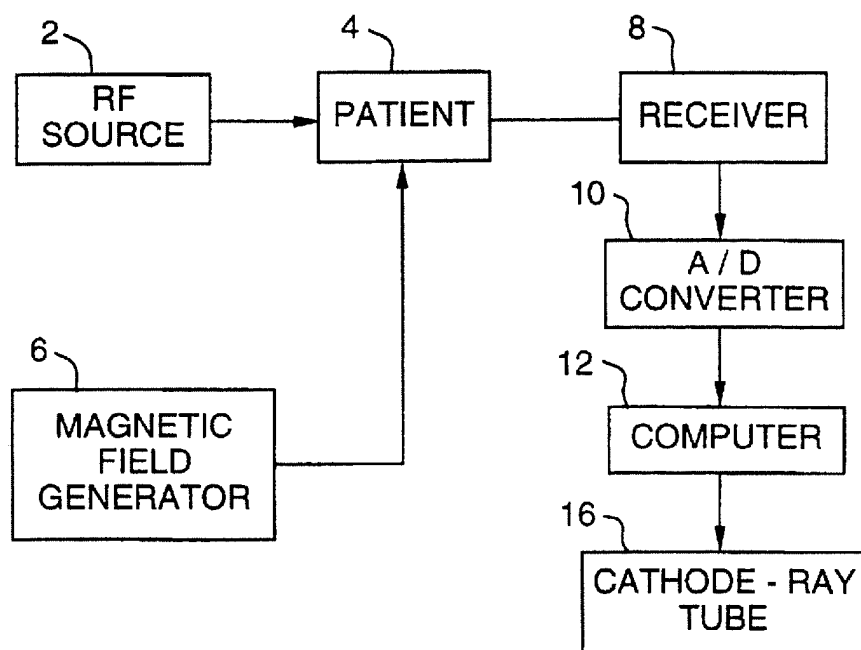 2
4
8
RF
SOURCE
PATIENT
RECEIVER
10
A / D
CONVERTER
6
MAGNETIC
FIELD
GENERATOR
12
COMPUTER
16
CATHODE - RAY
TUBE